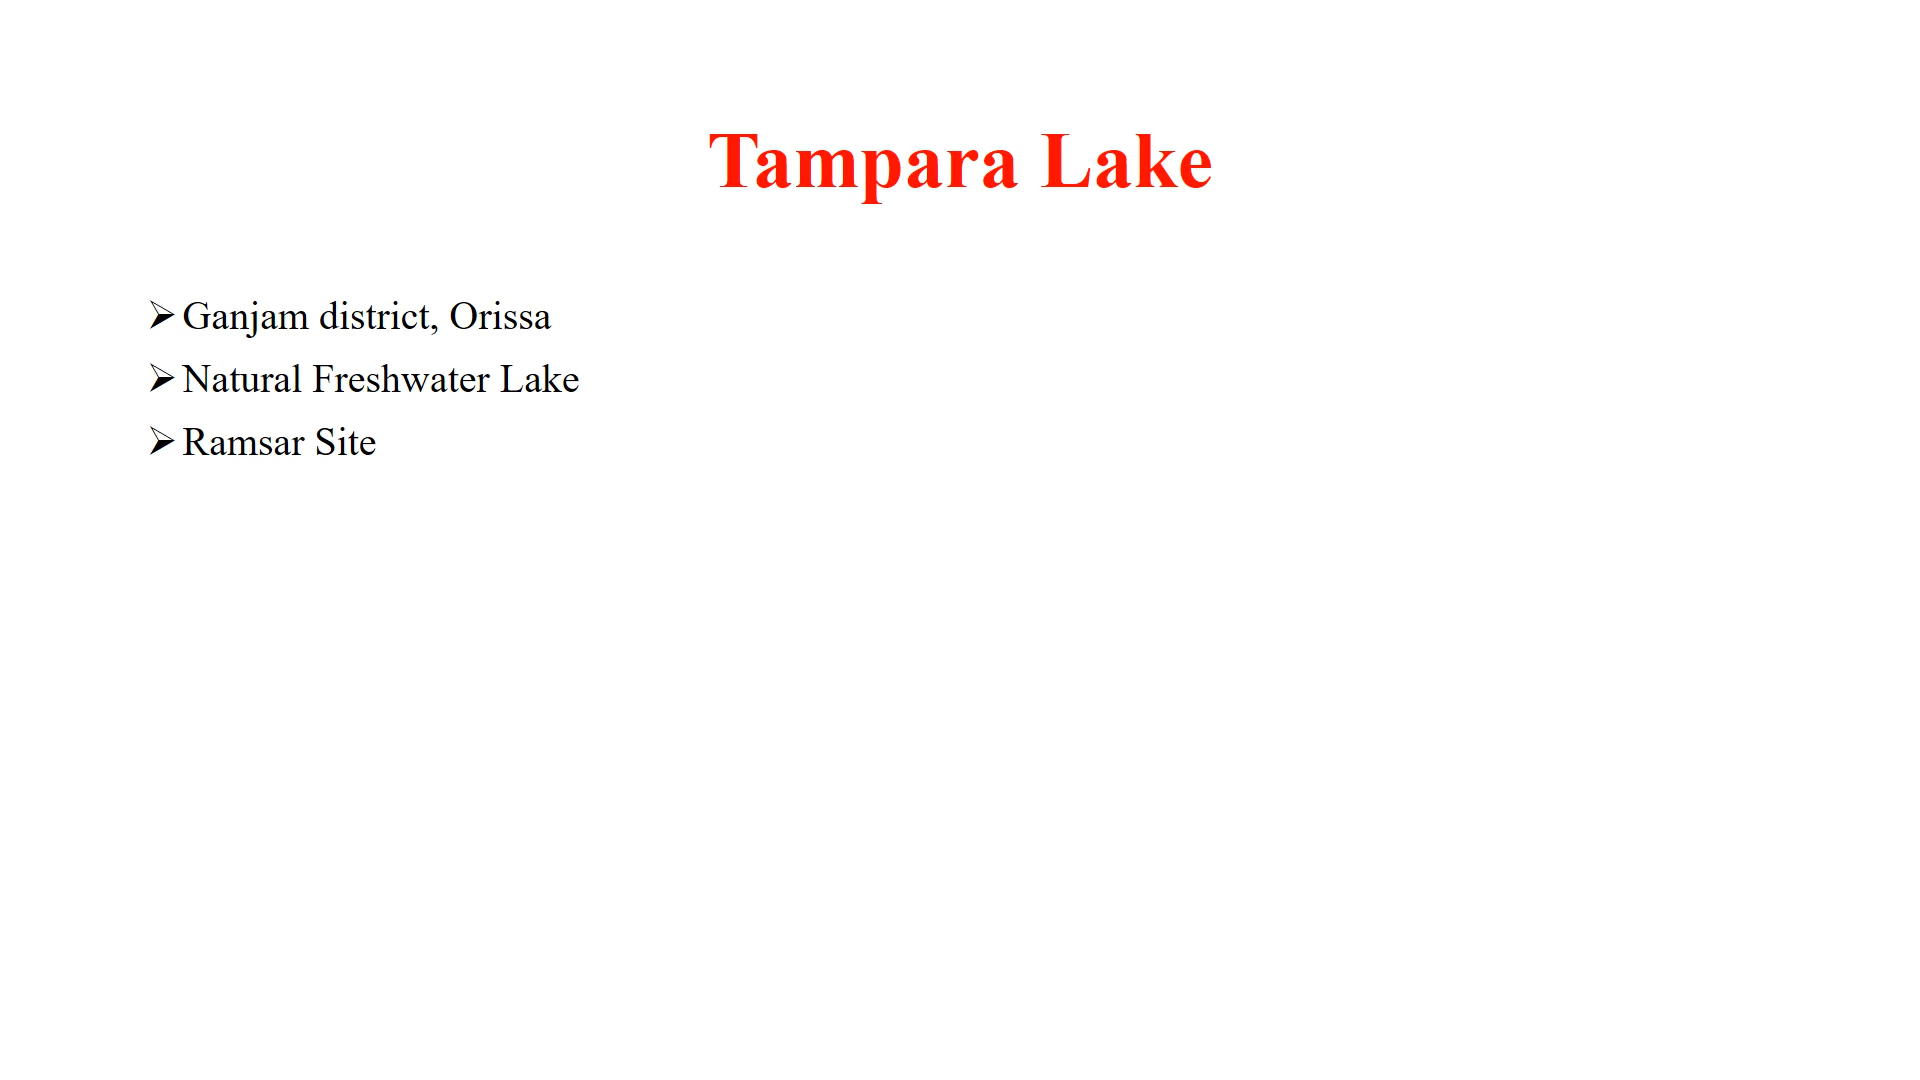 Tampara Lake
➢Ganjam district, Orissa
➢Natural Freshwater Lake
➢Ramsar Site